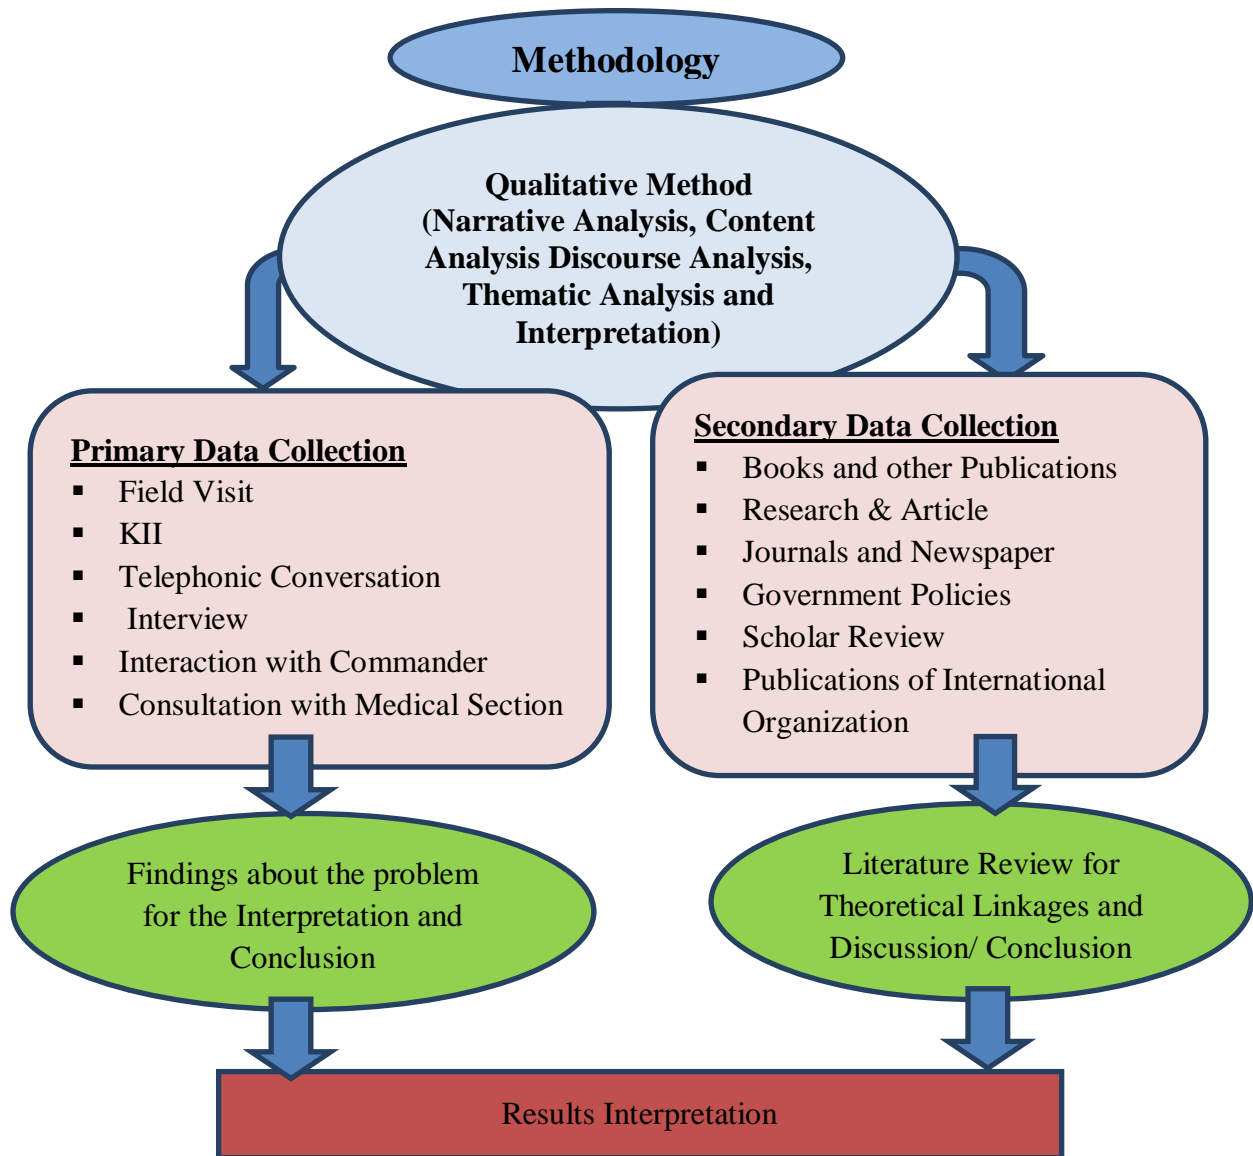 Methodology
Qualitative Method
(Narrative Analysis, Content
Analysis Discourse Analysis,
Thematic Analysis and
Interpretation)
Primary Data Collection
▪ Field Visit
▪ KII
▪ Telephonic Conversation
▪ Interview
▪ Interaction with Commander
▪ Consultation with Medical Section
Secondary Data Collection
▪ Books and other Publications
▪ Research & Article
▪ Journals and Newspaper
▪ Government Policies
▪ Scholar Review
▪ Publications of International
Organization
Findings about the problem
for the Interpretation and
Conclusion
Literature Review for
Theoretical Linkages and
Discussion/ Conclusion
Results Interpretation